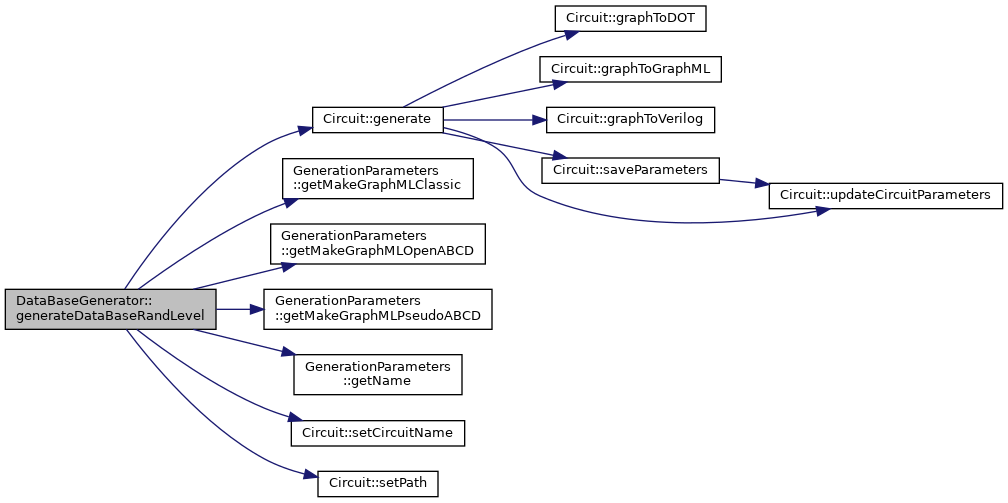 Circuit::graphToDOT
Circuit::graphToGraphML
Circuit::generate
Circuit::graphToVerilog
Circuit::saveParameters
Circuit::updateCircuitParameters
GenerationParameters
::getMakeGraphMLClassic
GenerationParameters
::getMakeGraphMLOpenABCD
DataBaseGenerator::
generateDataBaseRandLevel
GenerationParameters
::getMakeGraphMLPseudoABCD
GenerationParameters
::getName
Circuit::setCircuitName
Circuit::setPath